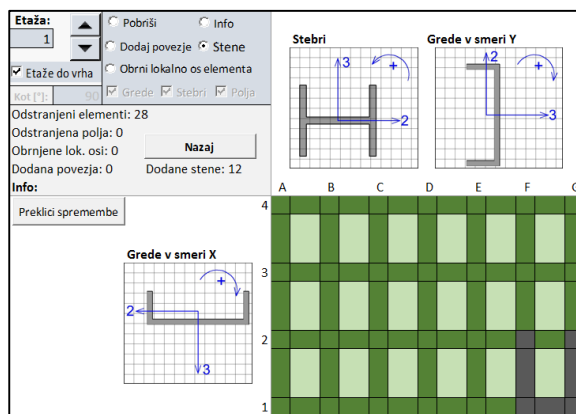 Etaža:
1
Pobriši
Info
Dodaj povezje
Stene
Etaže do vrha
Obrni lokalno os elementa
Kot [°]:
90
Grede
Stebri
Polja
Odstranjeni elementi: 28
Odstranjena polja: 0
Obrnjene lok. osi: 0
Nazaj
Dodana povezja: 0
Dodane stene: 12
Info:
Preklici spremembe
Stebri
3
+
2
Grede v smeri Y
2
+
3
Grede v smeri X
+
2
3
A B C D E F G
4
3
2
1